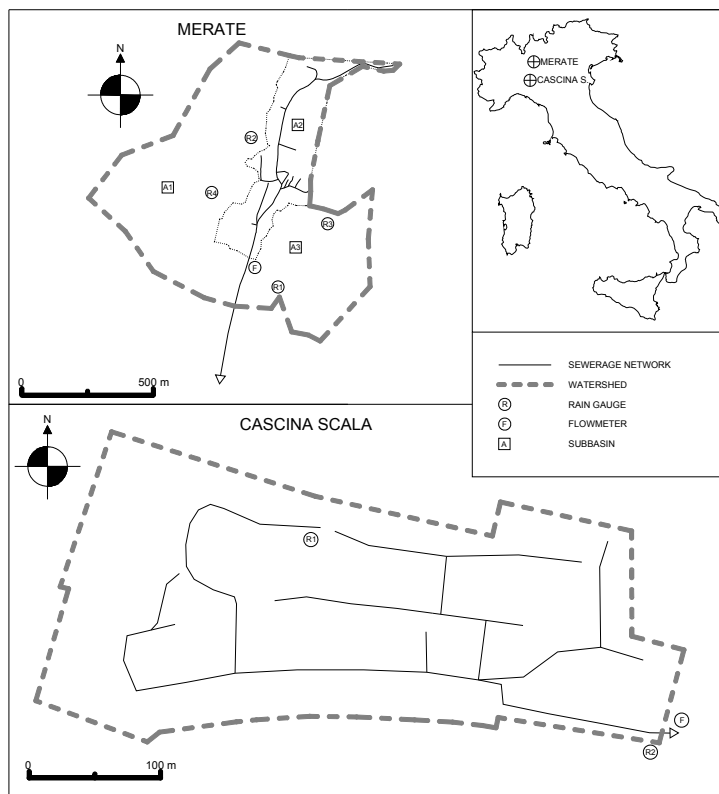 MERATE
N
R2
A2
A1
R4
R3
A3
F
R1
0
500 m
MERATE
CASCINA S.
SEWERAGE NETWORK
WATERSHED
R
RAIN GAUGE
F
FLOWMETER
A
SUBBASIN
CASCINA SCALA
N
R1
F
R2
0
100 m